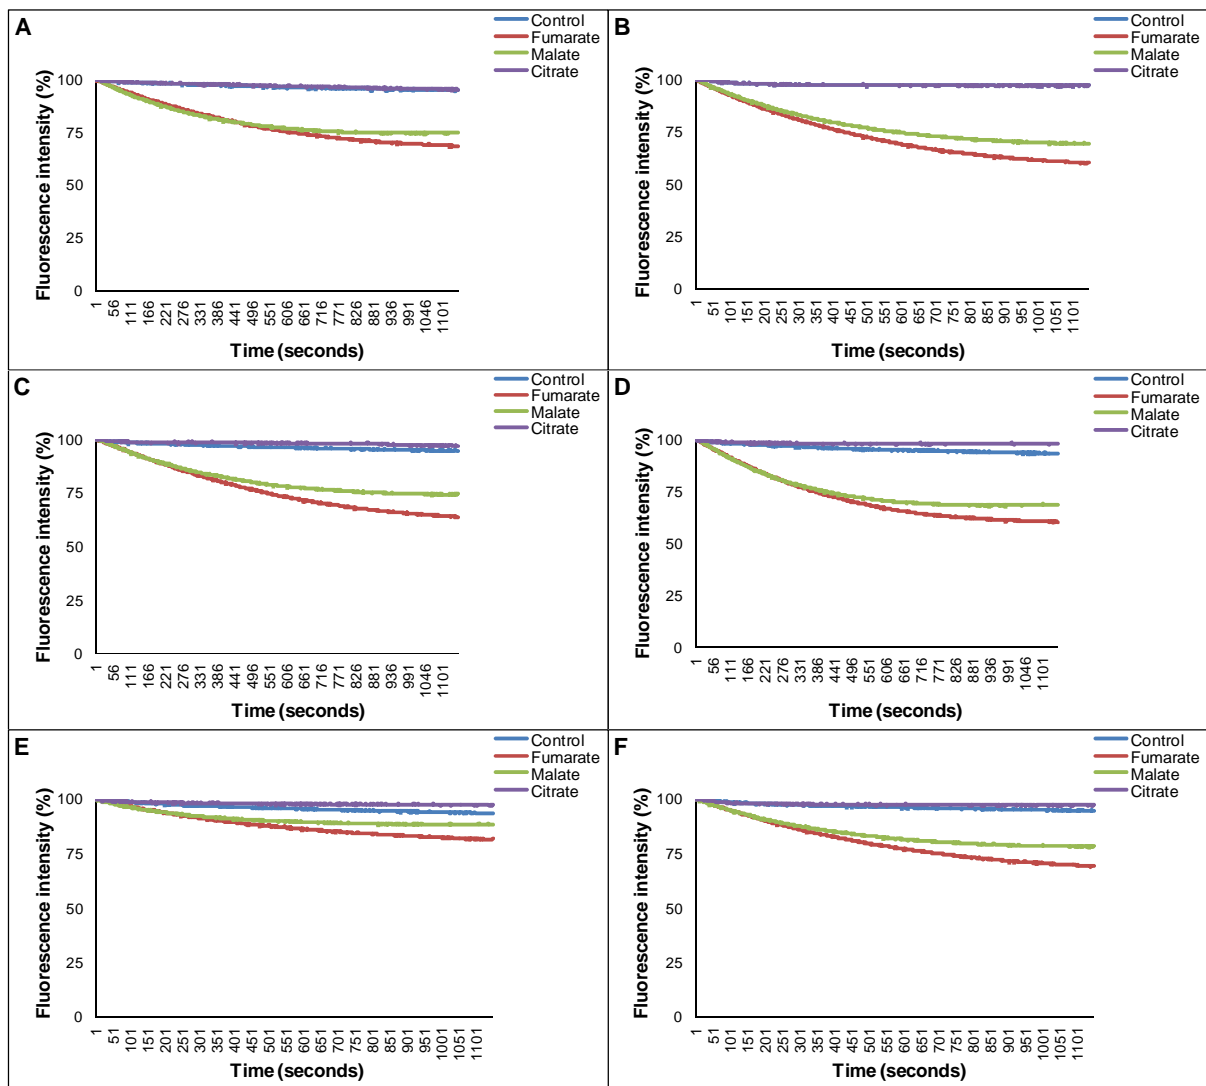 A
Control
Fumarate
Malate
Citrate
Fluorescence intensity (%)
100
75
50
25
0
1 56 111 166 221 276 331 386 441 496 551 606 661 716 771 826 881 936 991 1046 1101
Time (seconds)
B
Control
Fumarate
Malate
Citrate
Fluorescence intensity (%)
100
75
50
25
0
1 51 101 151 201 251 301 351 401 451 501 551 601 651 701 751 801 851 901 951 1001 1051 1101
Time (seconds)
C
Control
Fumarate
Malate
Citrate
Fluorescence intensity (%)
100
75
50
25
0
1 56 111 166 221 276 331 386 441 496 551 606 661 716 771 826 881 936 991 1046 1101
Time (seconds)
D
Control
Fumarate
Malate
Citrate
Fluorescence intensity (%)
100
75
50
25
0
1 56 111 166 221 276 331 386 441 496 551 606 661 716 771 826 881 936 991 1046 1101
Time (seconds)
E
Control
Fumarate
Malate
Citrate
Fluorescence intensity (%)
100
75
50
25
0
1 51 101 151 201 251 301 351 401 451 501 551 601 651 701 751 801 851 901 951 1001 1051 1101
Time (seconds)
F
Control
Fumarate
Malate
Citrate
Fluorescence intensity (%)
100
75
50
25
0
1 51 101 151 201 251 301 351 401 451 501 551 601 651 701 751 801 851 901 951 1001 1051 1101
Time (seconds)